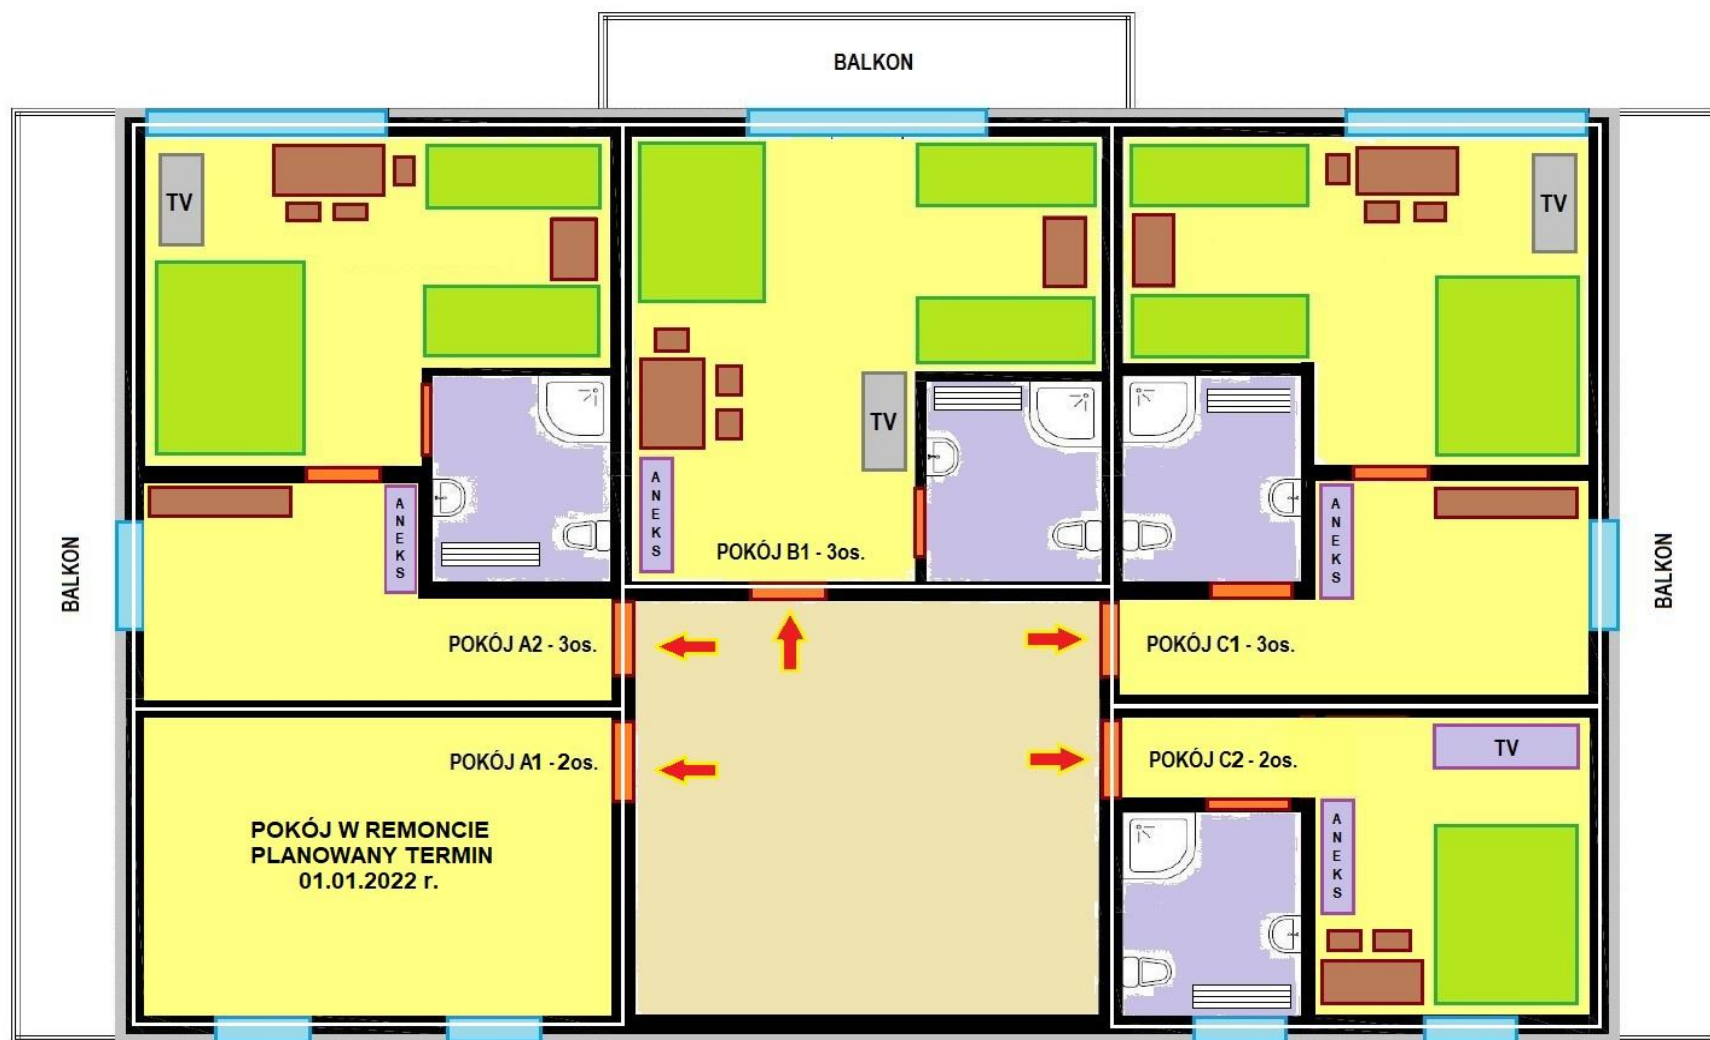 BALKON
TV
TV
TV
ANEKS
ANEKS
ANEKS
POKÓJ B1 - 3os.
BALKON
BALKON
POKÓJ A2 - 3os.
POKÓJ C1 - 3os.
POKÓJ A1 - 2os.
POKÓJ C2 - 2os.
TV
POKÓJ W REMONCIE
PLANOWANY TERMIN
01.01.2022 r.
ANEKS